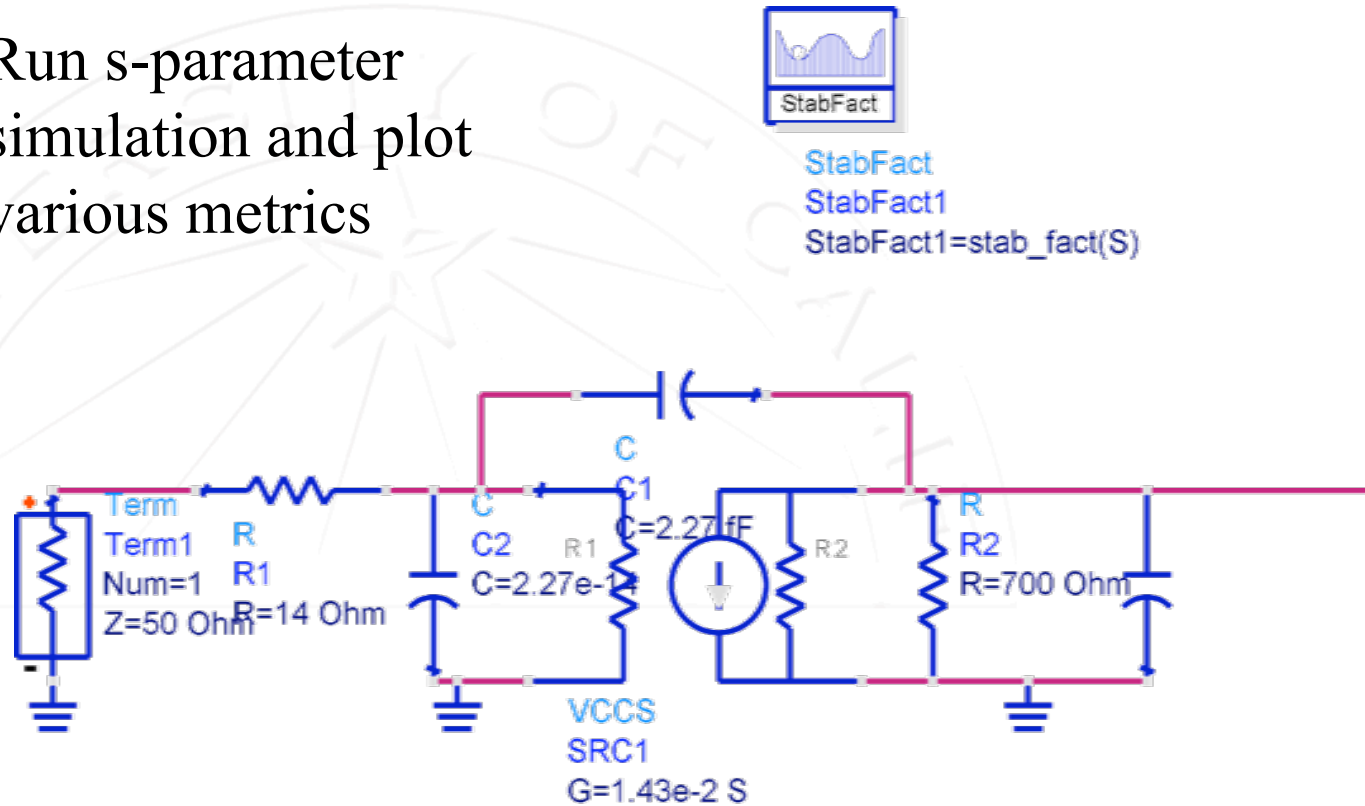 Run s-parameter
simulation and plot
various metrics
StabFact
StabFact
StabFact1
StabFact1=stab_fact(S)
+
Term
Term1
Num=1
Z=50 Ohm
-
R
R1
R=14 Ohm
C
C2
C=2.27e-14
R1
C
C1
C=2.27 fF
R2
R
R2
R=700 Ohm
VCCS
SRC1
G=1.43e-2 S